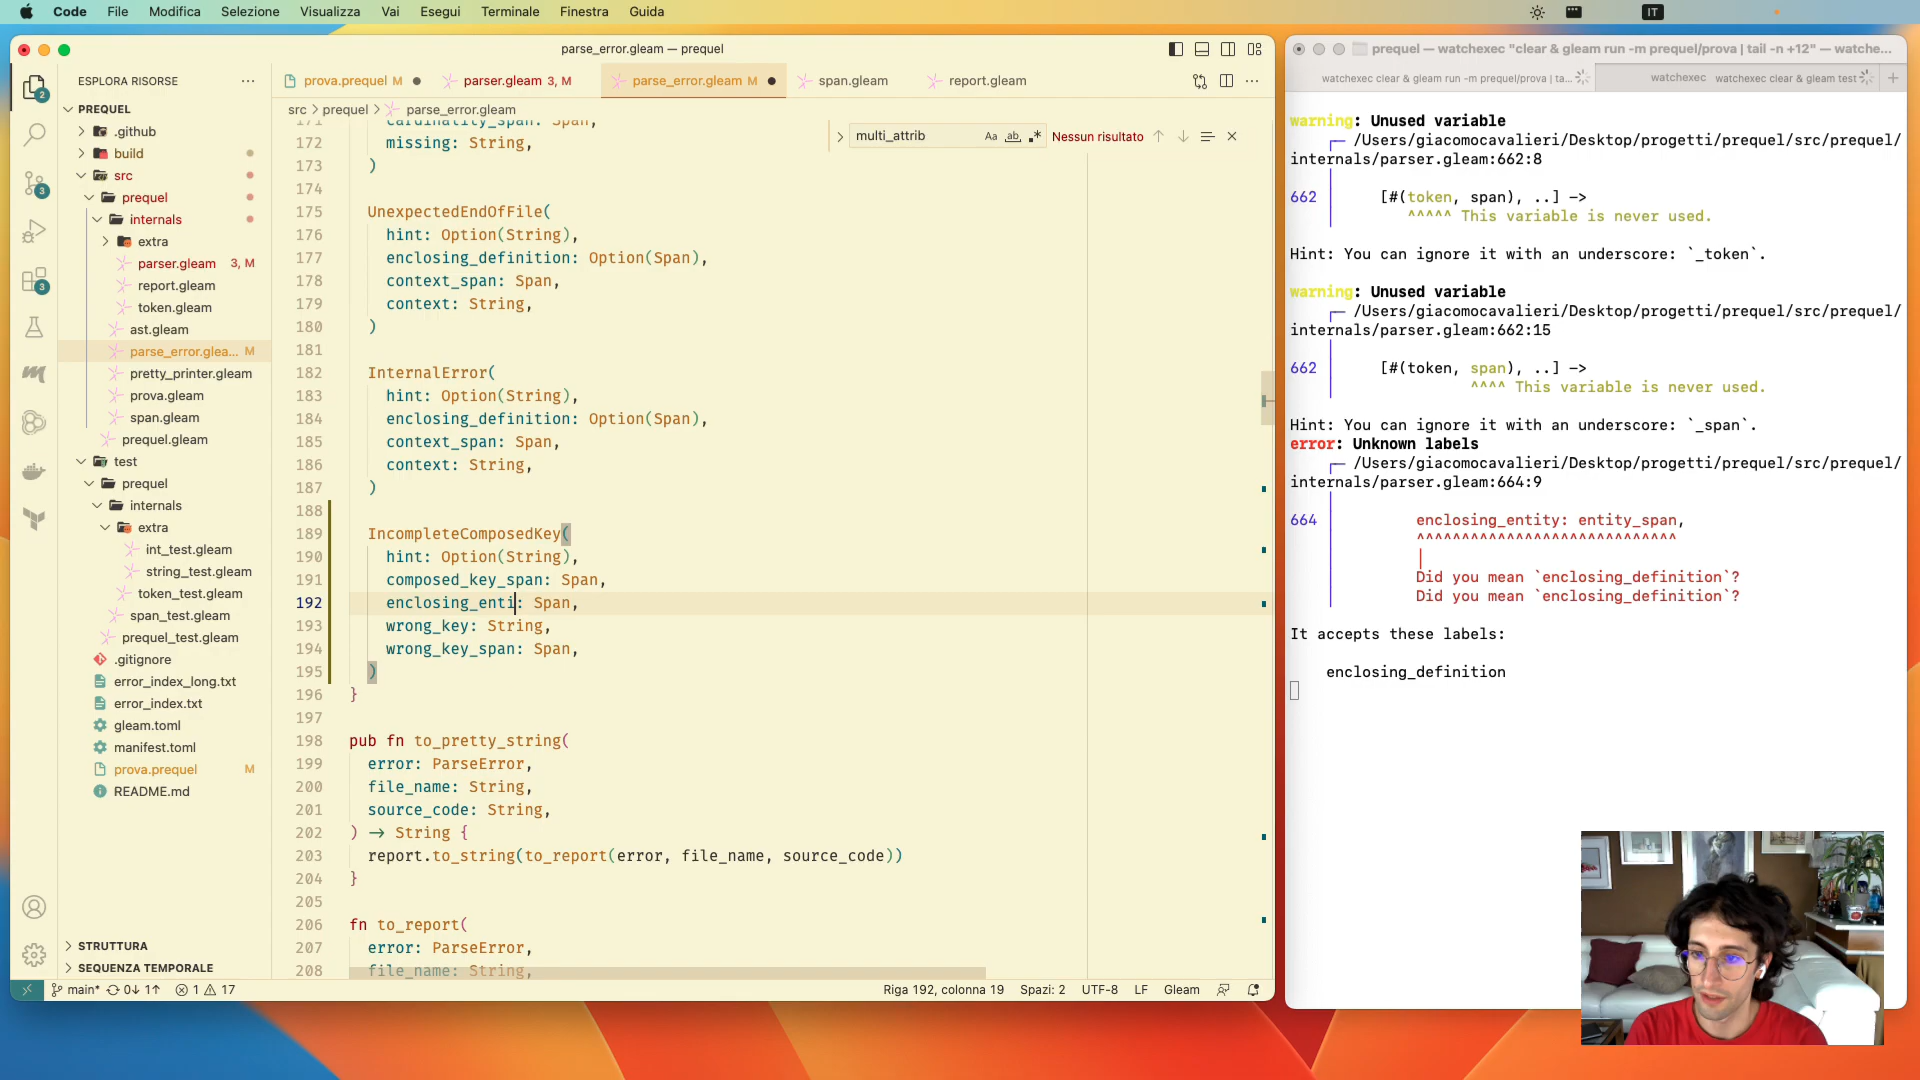 Code File Modifica Selezione Visualizza Vai Esegui Terminale Finestra Guida
IT
parse_error.gleam — prequel
ESPLORA RISORSE
PREQUEL
.github
build
src
prequel
internals
extra
parser.gleam 3, M
report.gleam
token.gleam
ast.gleam
parse_error.glea... M
pretty_printer.gleam
prova.gleam
span.gleam
prequel.gleam
test
prequel
internals
extra
int_test.gleam
string_test.gleam
token_test.gleam
span_test.gleam
prequel_test.gleam
.gitignore
error_index_long.txt
error_index.txt
gleam.toml
manifest.toml
prova.prequel M
README.md
STRUTTURA
SEQUENZA TEMPORALE
2
3
3
prova.prequel M
parser.gleam 3, M
parse_error.gleam M
span.gleam
report.gleam
src > prequel > parse_error.gleam
multi_attrib Aa ab Nessun risultato
171 cardinality_span: Span,
172 missing: String,
173 )
174
175 UnexpectedEndOfFile(
176 hint: Option(String),
177 enclosing_definition: Option(Span),
178 context_span: Span,
179 context: String,
180 )
181
182 InternalError(
183 hint: Option(String),
184 enclosing_definition: Option(Span),
185 context_span: Span,
186 context: String,
187 )
188
189 IncompleteComposedKey(
190 hint: Option(String),
191 composed_key_span: Span,
192 enclosing_enti: Span,
193 wrong_key: String,
194 wrong_key_span: Span,
195 )
196 }
197
198 pub fn to_pretty_string(
199 error: ParseError,
200 file_name: String,
201 source_code: String,
202 ) -> String {
203 report.to_string(to_report(error, file_name, source_code))
204 }
205
206 fn to_report(
207 error: ParseError,
208 file_name: String,
main* 0↓ 1↑ 1 17
Riga 192, colonna 19 Spazi: 2 UTF-8 LF Gleam
prequel — watchexec "clear & gleam run -m prequel/prova | tail -n +12" — watche...
watchexec clear & gleam run -m prequel/prova | ta...
watchexec watchexec clear & gleam test
warning: Unused variable
┌─ /Users/giacomocavalieri/Desktop/progetti/prequel/src/prequel/
internals/parser.gleam:662:8
│
662 │ [#(token, span), ..] ->
│ ^^^^^ This variable is never used.
Hint: You can ignore it with an underscore: `_token`.
warning: Unused variable
┌─ /Users/giacomocavalieri/Desktop/progetti/prequel/src/prequel/
internals/parser.gleam:662:15
│
662 │ [#(token, span), ..] ->
│ ^^^^ This variable is never used.
Hint: You can ignore it with an underscore: `_span`.
error: Unknown labels
┌─ /Users/giacomocavalieri/Desktop/progetti/prequel/src/prequel/
internals/parser.gleam:664:9
│
664 │ enclosing_entity: entity_span,
│ ^^^^^^^^^^^^^^^^^^^^^^^^^^^^^
│ │
│ Did you mean `enclosing_definition`?
│ Did you mean `enclosing_definition`?
It accepts these labels:
enclosing_definition